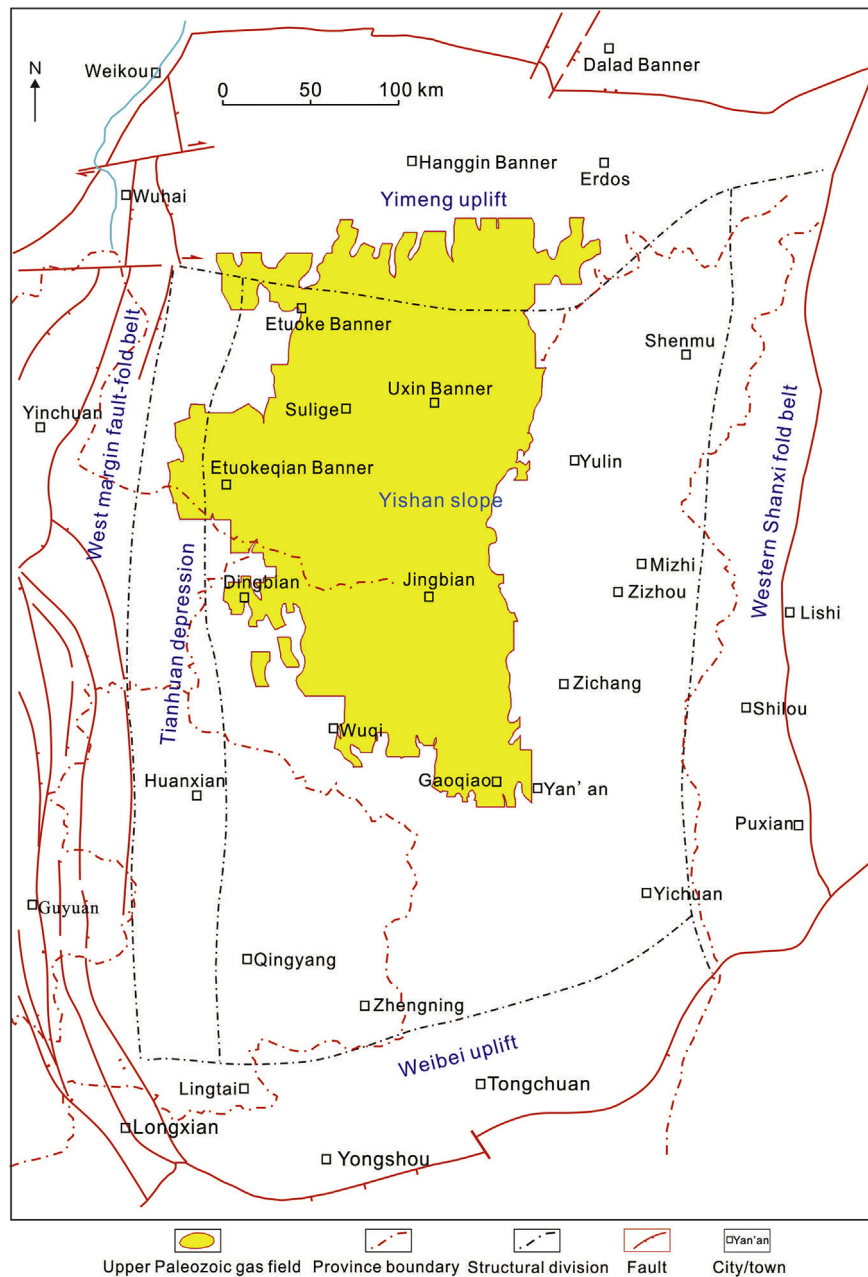 Dalad Banner
Weikou
N
0 50 100 km
Hanggin Banner
Erdos
Wuhai
Yimeng uplift
Etuoke Banner
Shenmu
Uxin Banner
Sulige
Yinchuan
West margin fault-fold belt
Western Shanxi fold belt
Yulin
Etuokeqian Banner
Yishan slope
Mizhi
Dingbian
Jingbian
Zizhou
Lishi
Tianhuan depression
Zichang
Shilou
Wuqi
Huanxian
Gaoqiao
Yan' an
Puxian
Yichuan
Guyuan
Qingyang
Zhengning
Weibei uplift
Lingtai
Tongchuan
Longxian
Yongshou
Yan'an
Upper Paleozoic gas field
Province boundary
Structural division
Fault
City/town